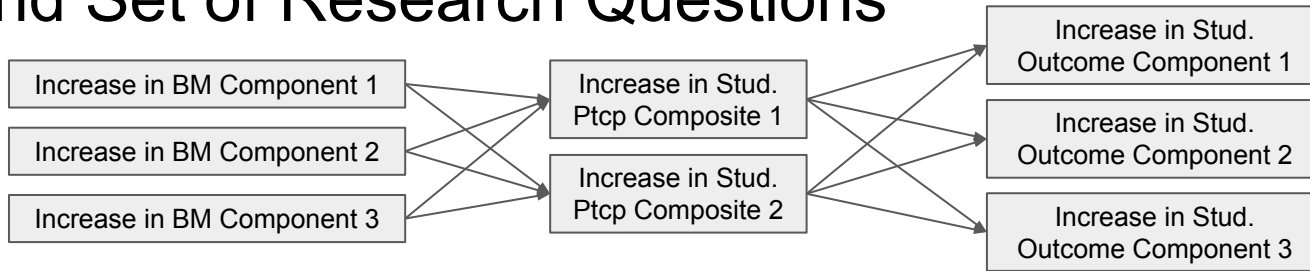 nd Set of Research Questions
Increase in BM Component 1
Increase in BM Component 2
Increase in BM Component 3
Increase in Stud.
Ptcp Composite 1
Increase in Stud.
Ptcp Composite 2
Increase in Stud.
Outcome Component 1
Increase in Stud.
Outcome Component 2
Increase in Stud.
Outcome Component 3